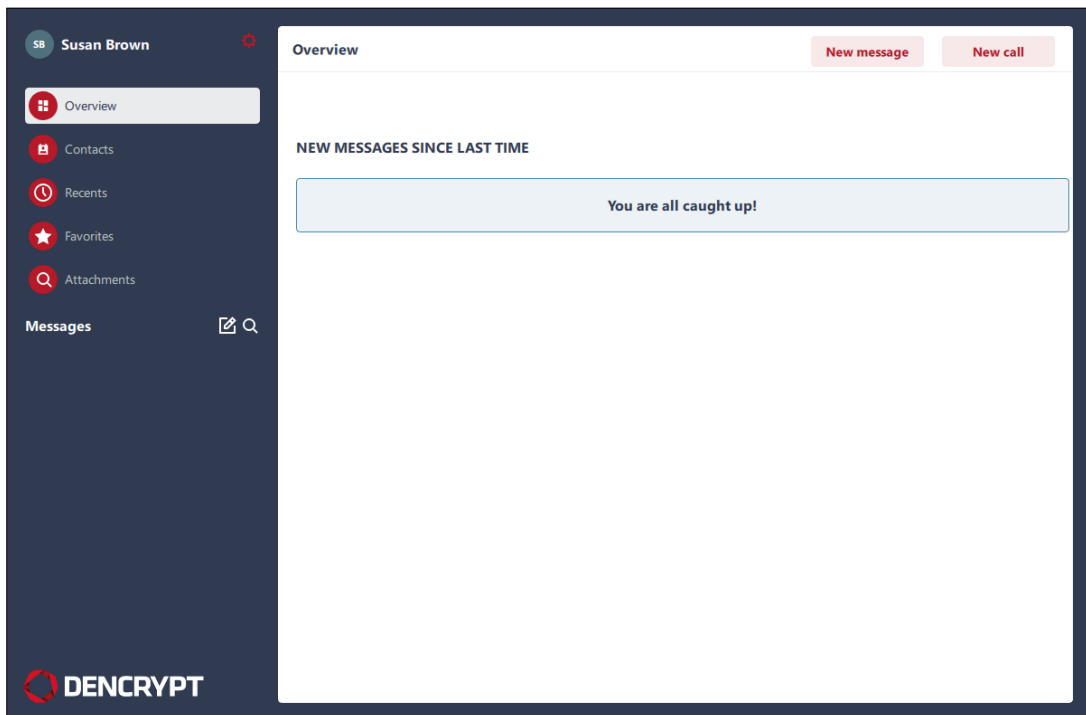 SB Susan Brown
Overview
Contacts
Recents
Favorites
Attachments
Messages
DENCRYPT
Overview
New message
New call
NEW MESSAGES SINCE LAST TIME
You are all caught up!